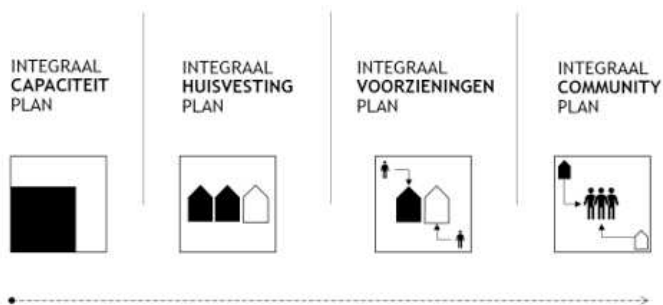 INTEGRAAL
CAPACITEIT
PLAN
INTEGRAAL
HUISVESTING
PLAN
INTEGRAAL
VOORZIENINGEN
PLAN
INTEGRAAL
COMMUNITY
PLAN